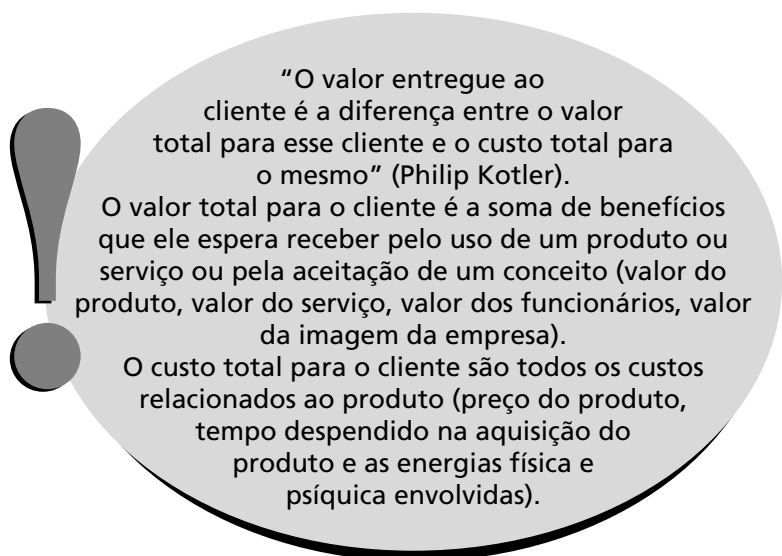 “O valor entregue ao
cliente é a diferença entre o valor
total para esse cliente e o custo total para
o mesmo” (Philip Kotler).
O valor total para o cliente é a soma de benefícios
que ele espera receber pelo uso de um produto ou
serviço ou pela aceitação de um conceito (valor do
produto, valor do serviço, valor dos funcionários, valor
da imagem da empresa).
O custo total para o cliente são todos os custos
relacionados ao produto (preço do produto,
tempo despendido na aquisição do
produto e as energias física e
psíquica envolvidas).